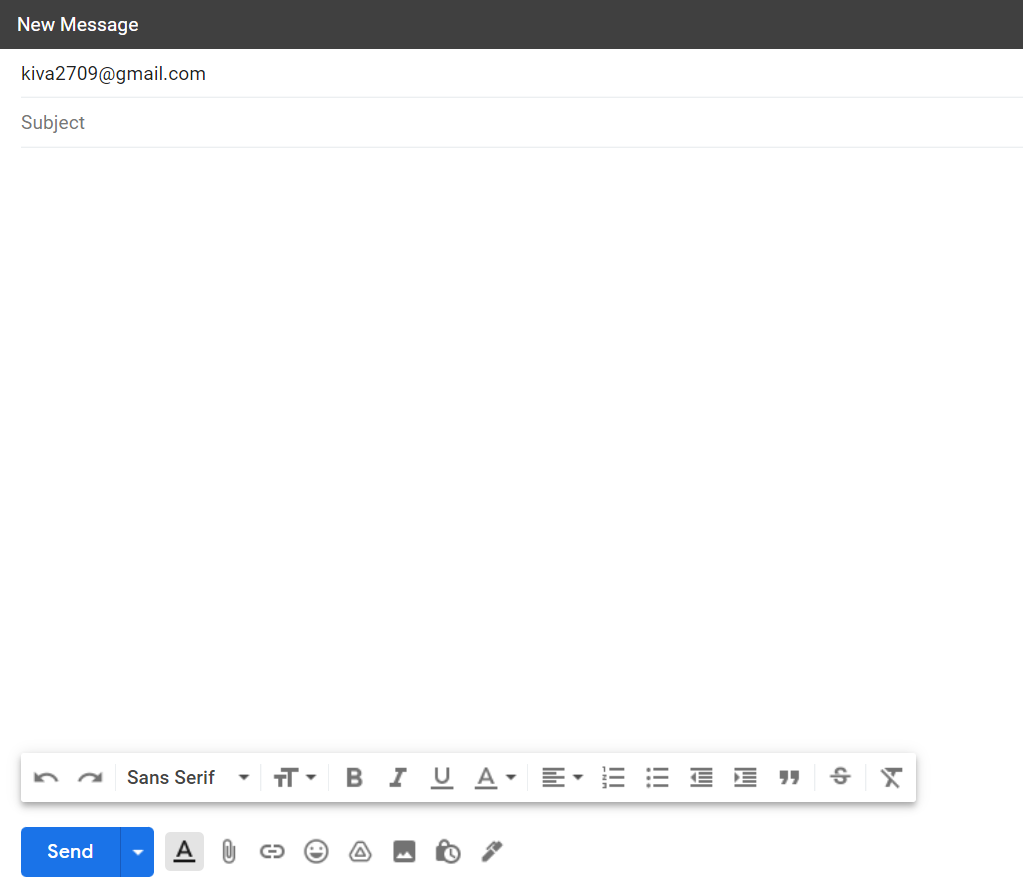 New Message
kiva2709@gmail.com
Subject
Sans Serif
Send